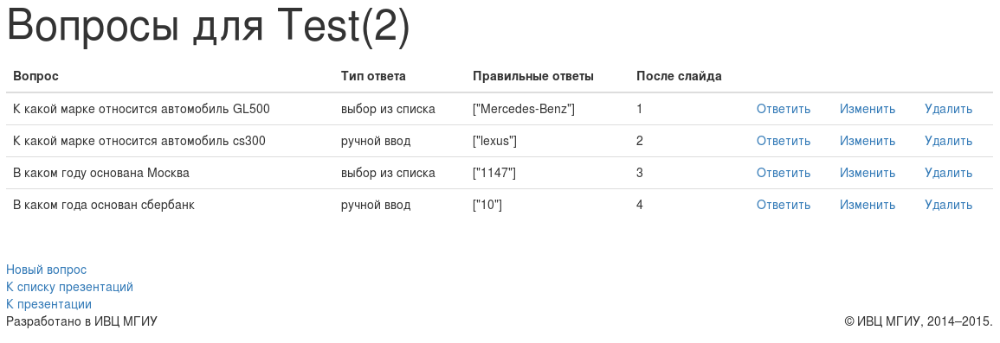 Вопросы для Test(2)
Вопрос Тип ответа Правильные ответы После слайда
К какой марке относится автомобиль GL500 выбор из списка ["Mercedes-Benz"] 1 Ответить Изменить Удалить
К какой марке относится автомобиль cs300 ручной ввод ["lexus"] 2 Ответить Изменить Удалить
В каком году основана Москва выбор из списка ["1147"] 3 Ответить Изменить Удалить
В каком года основан сбербанк ручной ввод ["10"] 4 Ответить Изменить Удалить
Новый вопрос
К списку презентаций
К презентации
Разработано в ИВЦ МГИУ © ИВЦ МГИУ, 2014–2015.